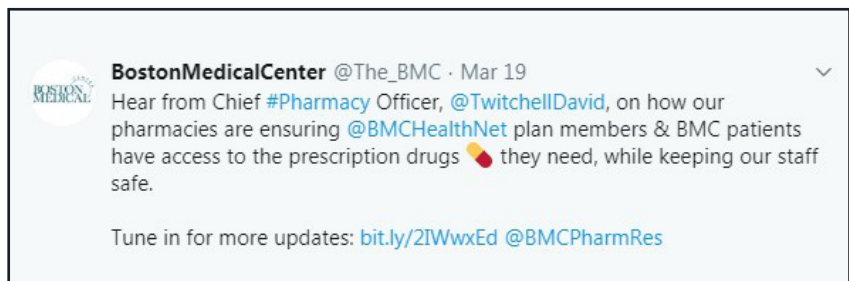 BostonMedicalCenter @The_BMC · Mar 19
BOSTON
MEDICAL
CENTER
Hear from Chief #Pharmacy Officer, @TwitchellDavid, on how our
pharmacies are ensuring @BMCHealthNet plan members & BMC patients
have access to the prescription drugs 💊 they need, while keeping our staff
safe.
Tune in for more updates: bit.ly/2IWwxEd @BMCPharmRes